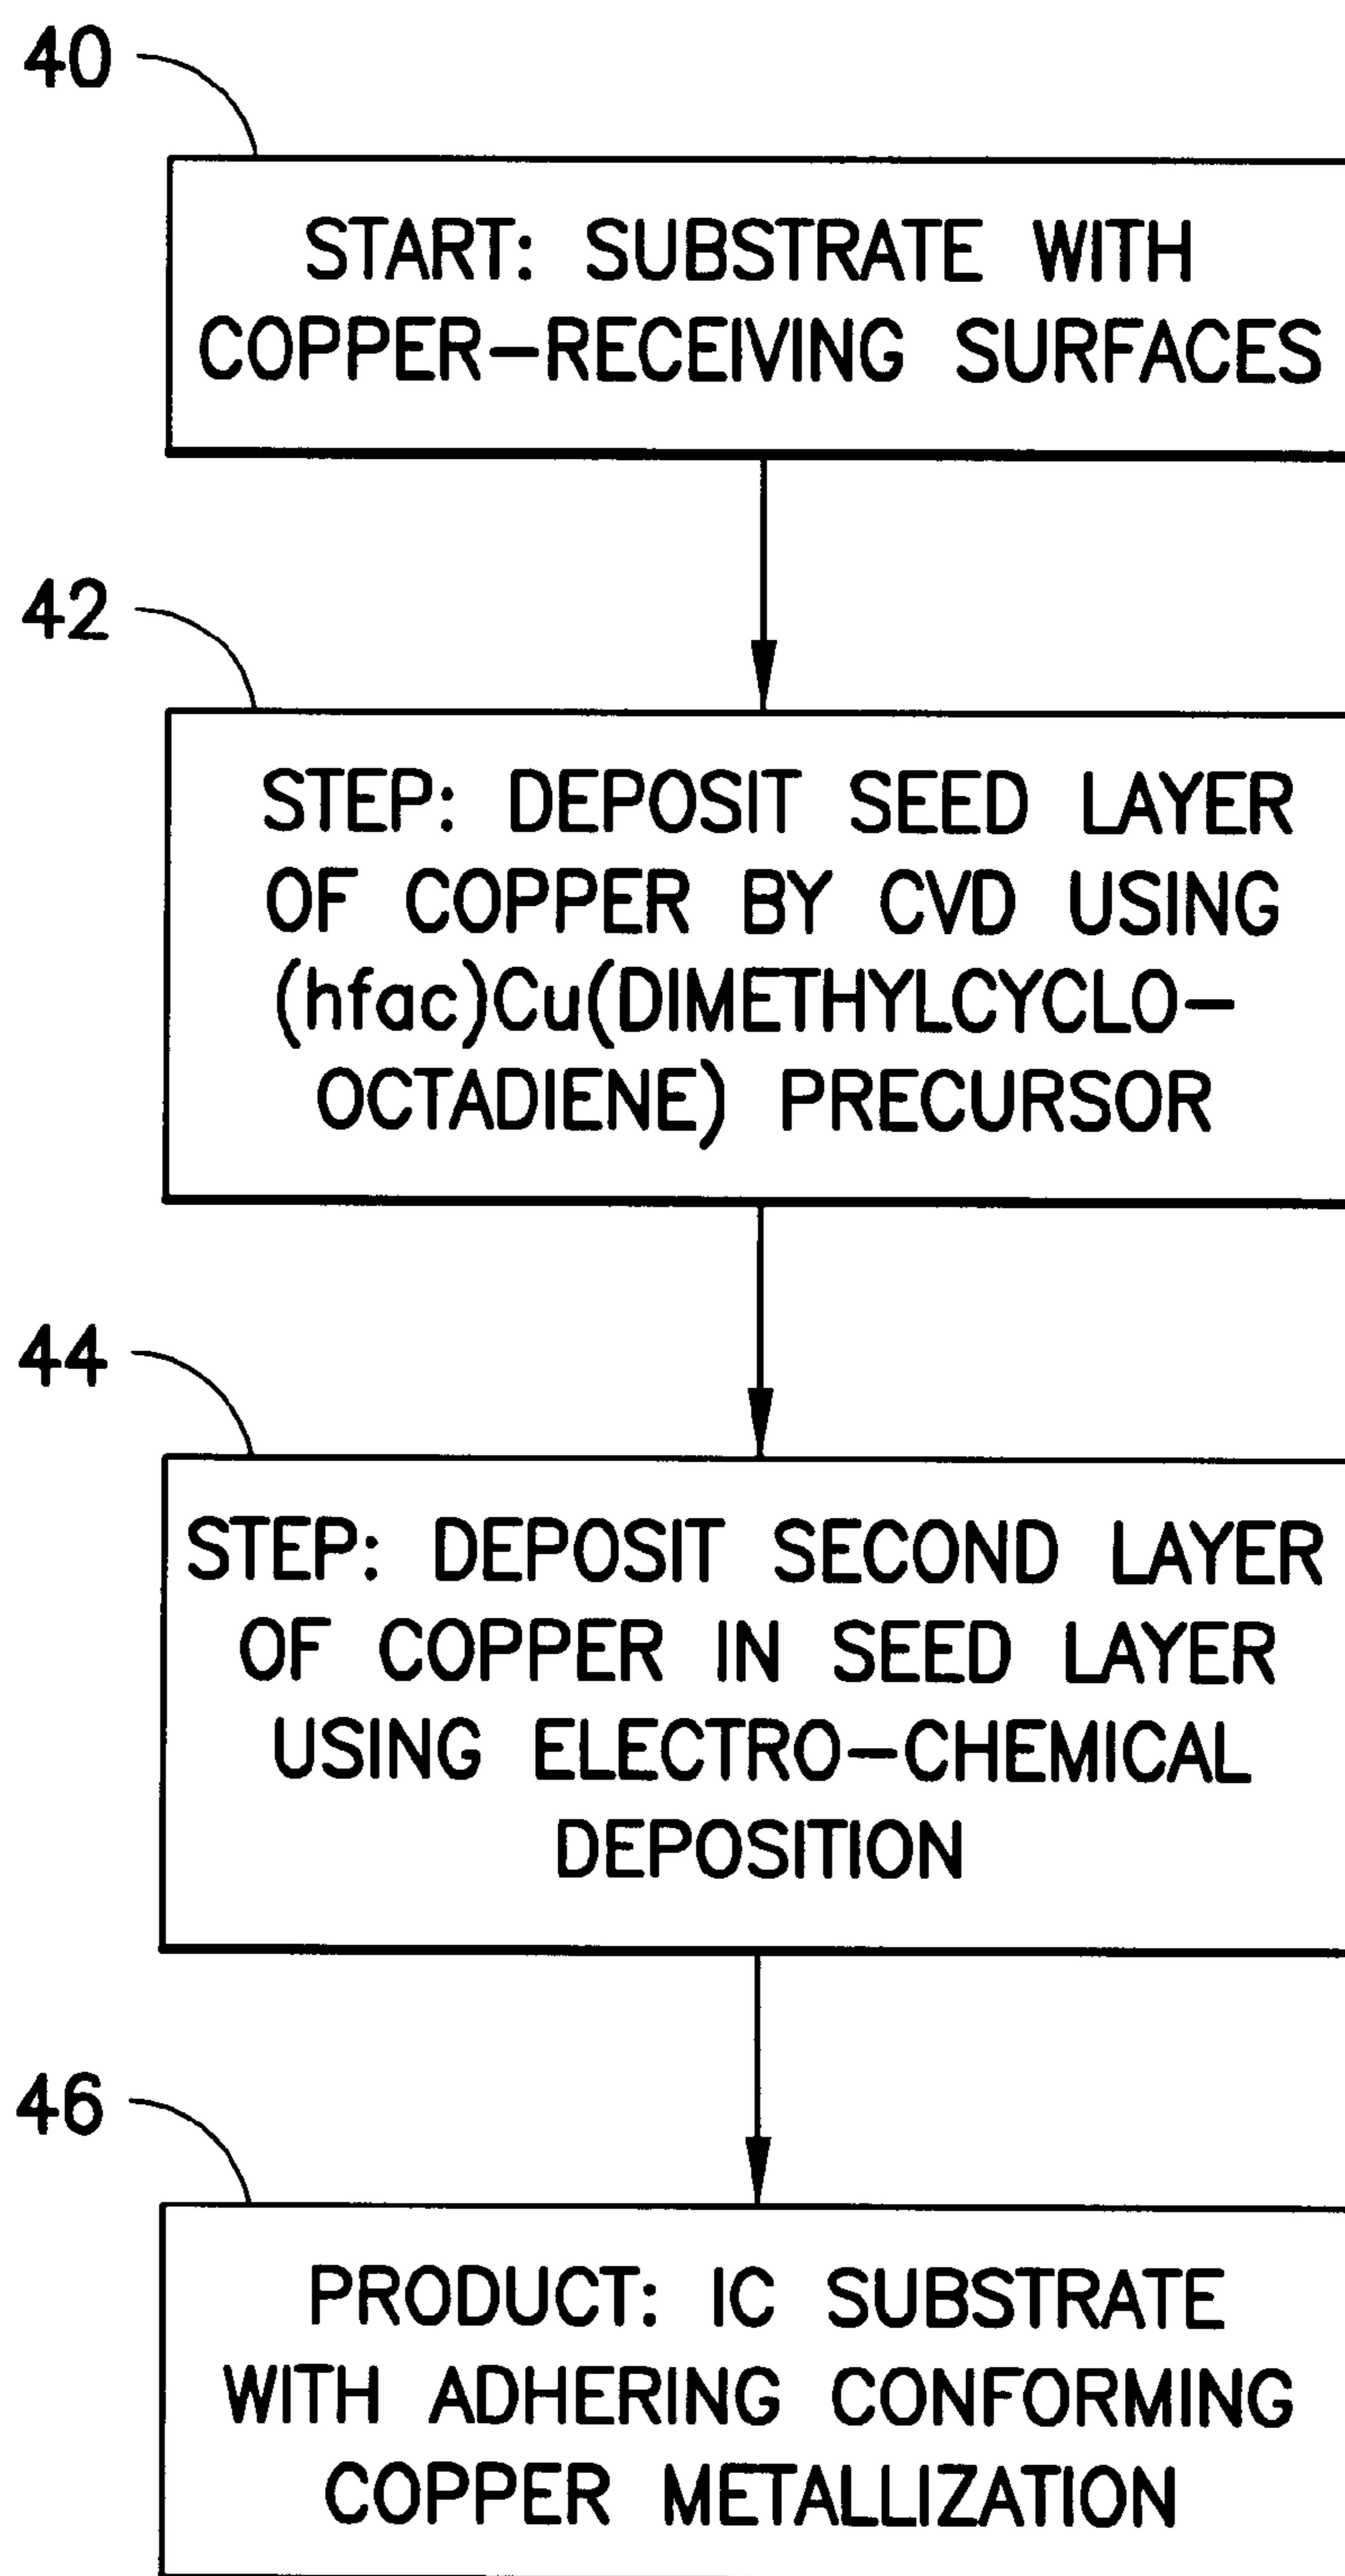 40
START: SUBSTRATE WITH
COPPER-RECEIVING SURFACES
42
STEP: DEPOSIT SEED LAYER
OF COPPER BY CVD USING
(hfac)Cu(DIMETHYLCYCLO-
OCTADIENE) PRECURSOR
44
STEP: DEPOSIT SECOND LAYER
OF COPPER IN SEED LAYER
USING ELECTRO-CHEMICAL
DEPOSITION
46
PRODUCT: IC SUBSTRATE
WITH ADHERING CONFORMING
COPPER METALLIZATION